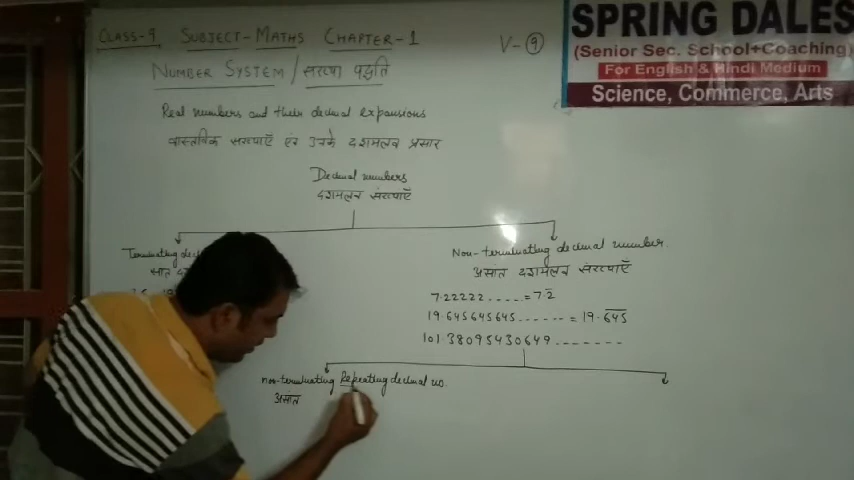 CLASS-9 SUBJECT-MATHS CHAPTER-1
V-9
NUMBER SYSTEM/संख्या पद्धति
SPRING DALES
(Senior Sec. School+Coaching)
For English & Hindi Medium
Science, Commerce, Arts
Real numbers and their decimal expansions
वास्तविक संख्याएँ एवं उनके दशमलव प्रसार
Decimal numbers
दशमलव संख्याएँ
Terminating
Non-terminating decimal number.
असांत दशमलव संख्याएँ
7.22222..... = 7.2̅
19.645645645....... = 19.6̅4̅5̅
101.38095430649.......
non-terminating Repeating decimal no.
असांत